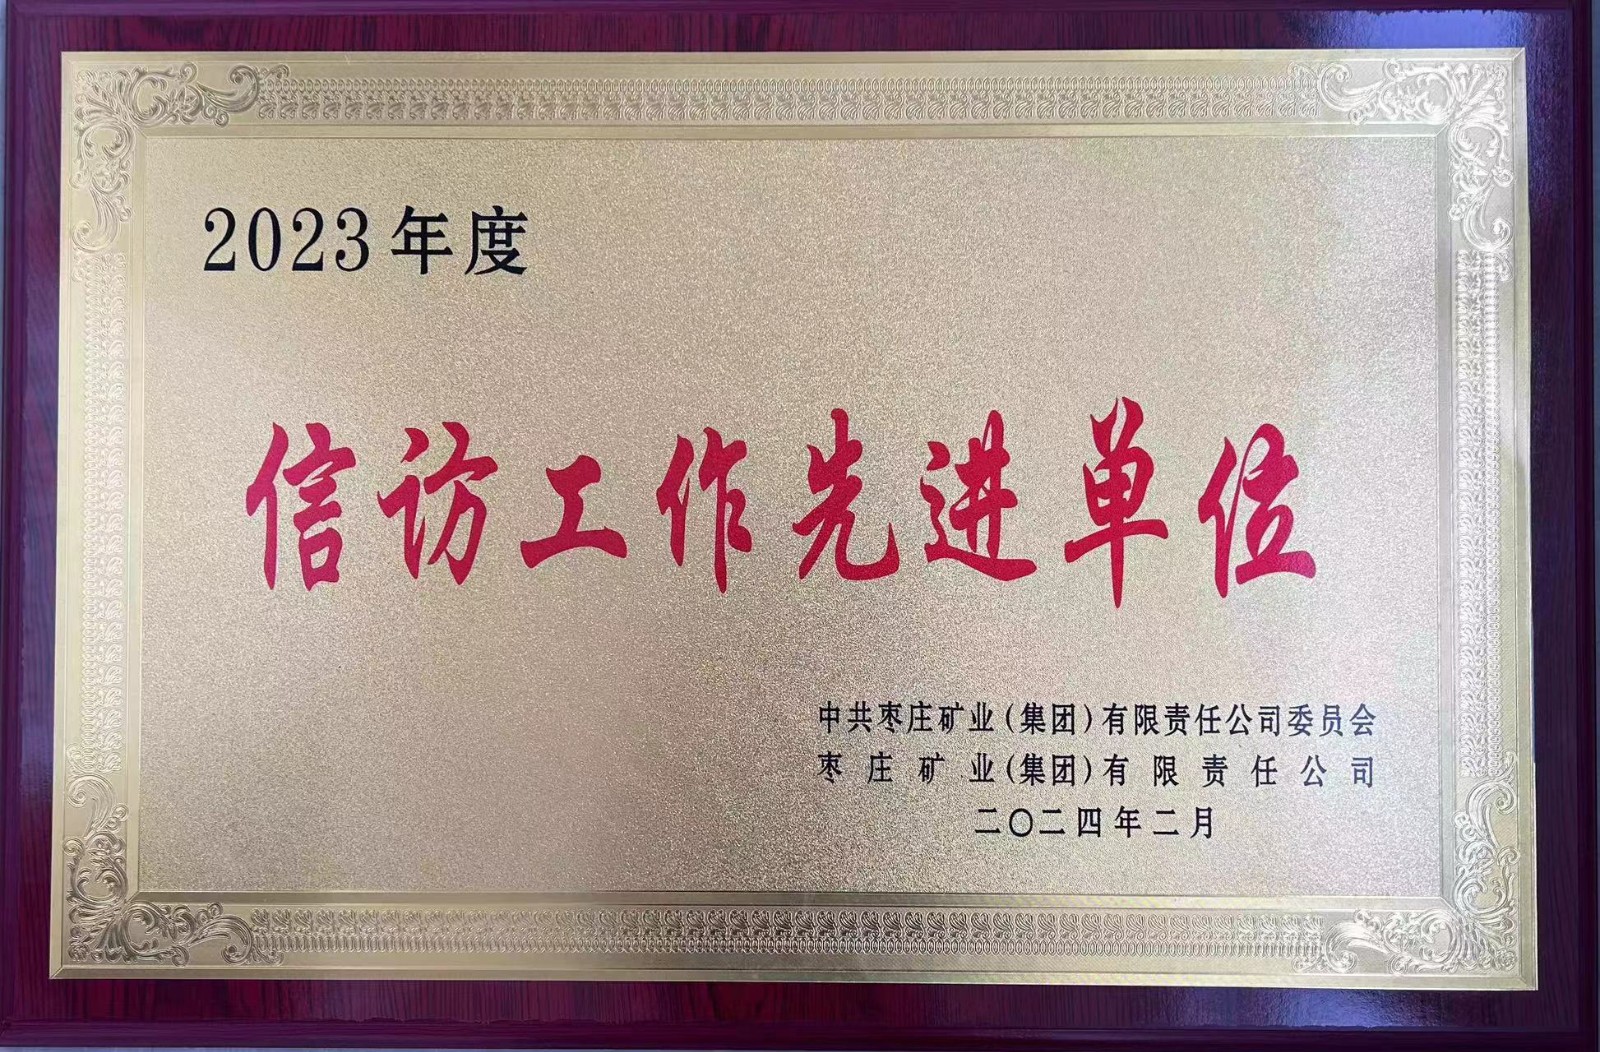 2023年度
信访工作先进单位
中共枣庄矿业(集团)有限责任公司委员会
枣庄矿业(集团)有限责任公司
二〇二四年二月